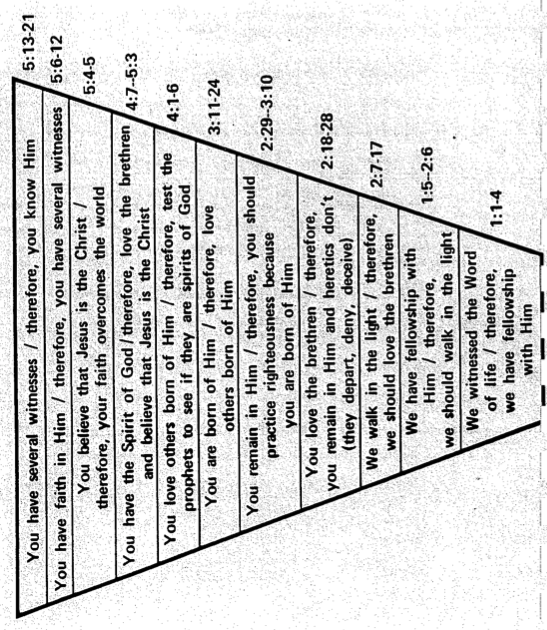 You have several witnesses / therefore, you know Him 5:13-21
You have faith in Him / therefore, you have several witnesses 5:6-12
You believe that Jesus is the Christ / 5:4-5
therefore, your faith overcomes the world
You have the Spirit of God / therefore, love the brethren 4:7--5:3
and believe that Jesus is the Christ
You love others born of Him / therefore, test the 4:1-6
prophets to see if they are spirits of God
You are born of Him / therefore, love 3:11-24
others born of Him
You remain in Him / therefore, you should 2:29--3:10
practice righteousness because
you are born of Him
You love the brethren / therefore, 2:18-28
you remain in Him and heretics don't
(they depart, deny, deceive)
We walk in the light / therefore, 2:7-17
we should love the brethren
We have fellowship with 1:5--2:6
Him / therefore,
we should walk in the light
We witnessed the Word 1:1-4
of life / therefore,
we have fellowship
with Him